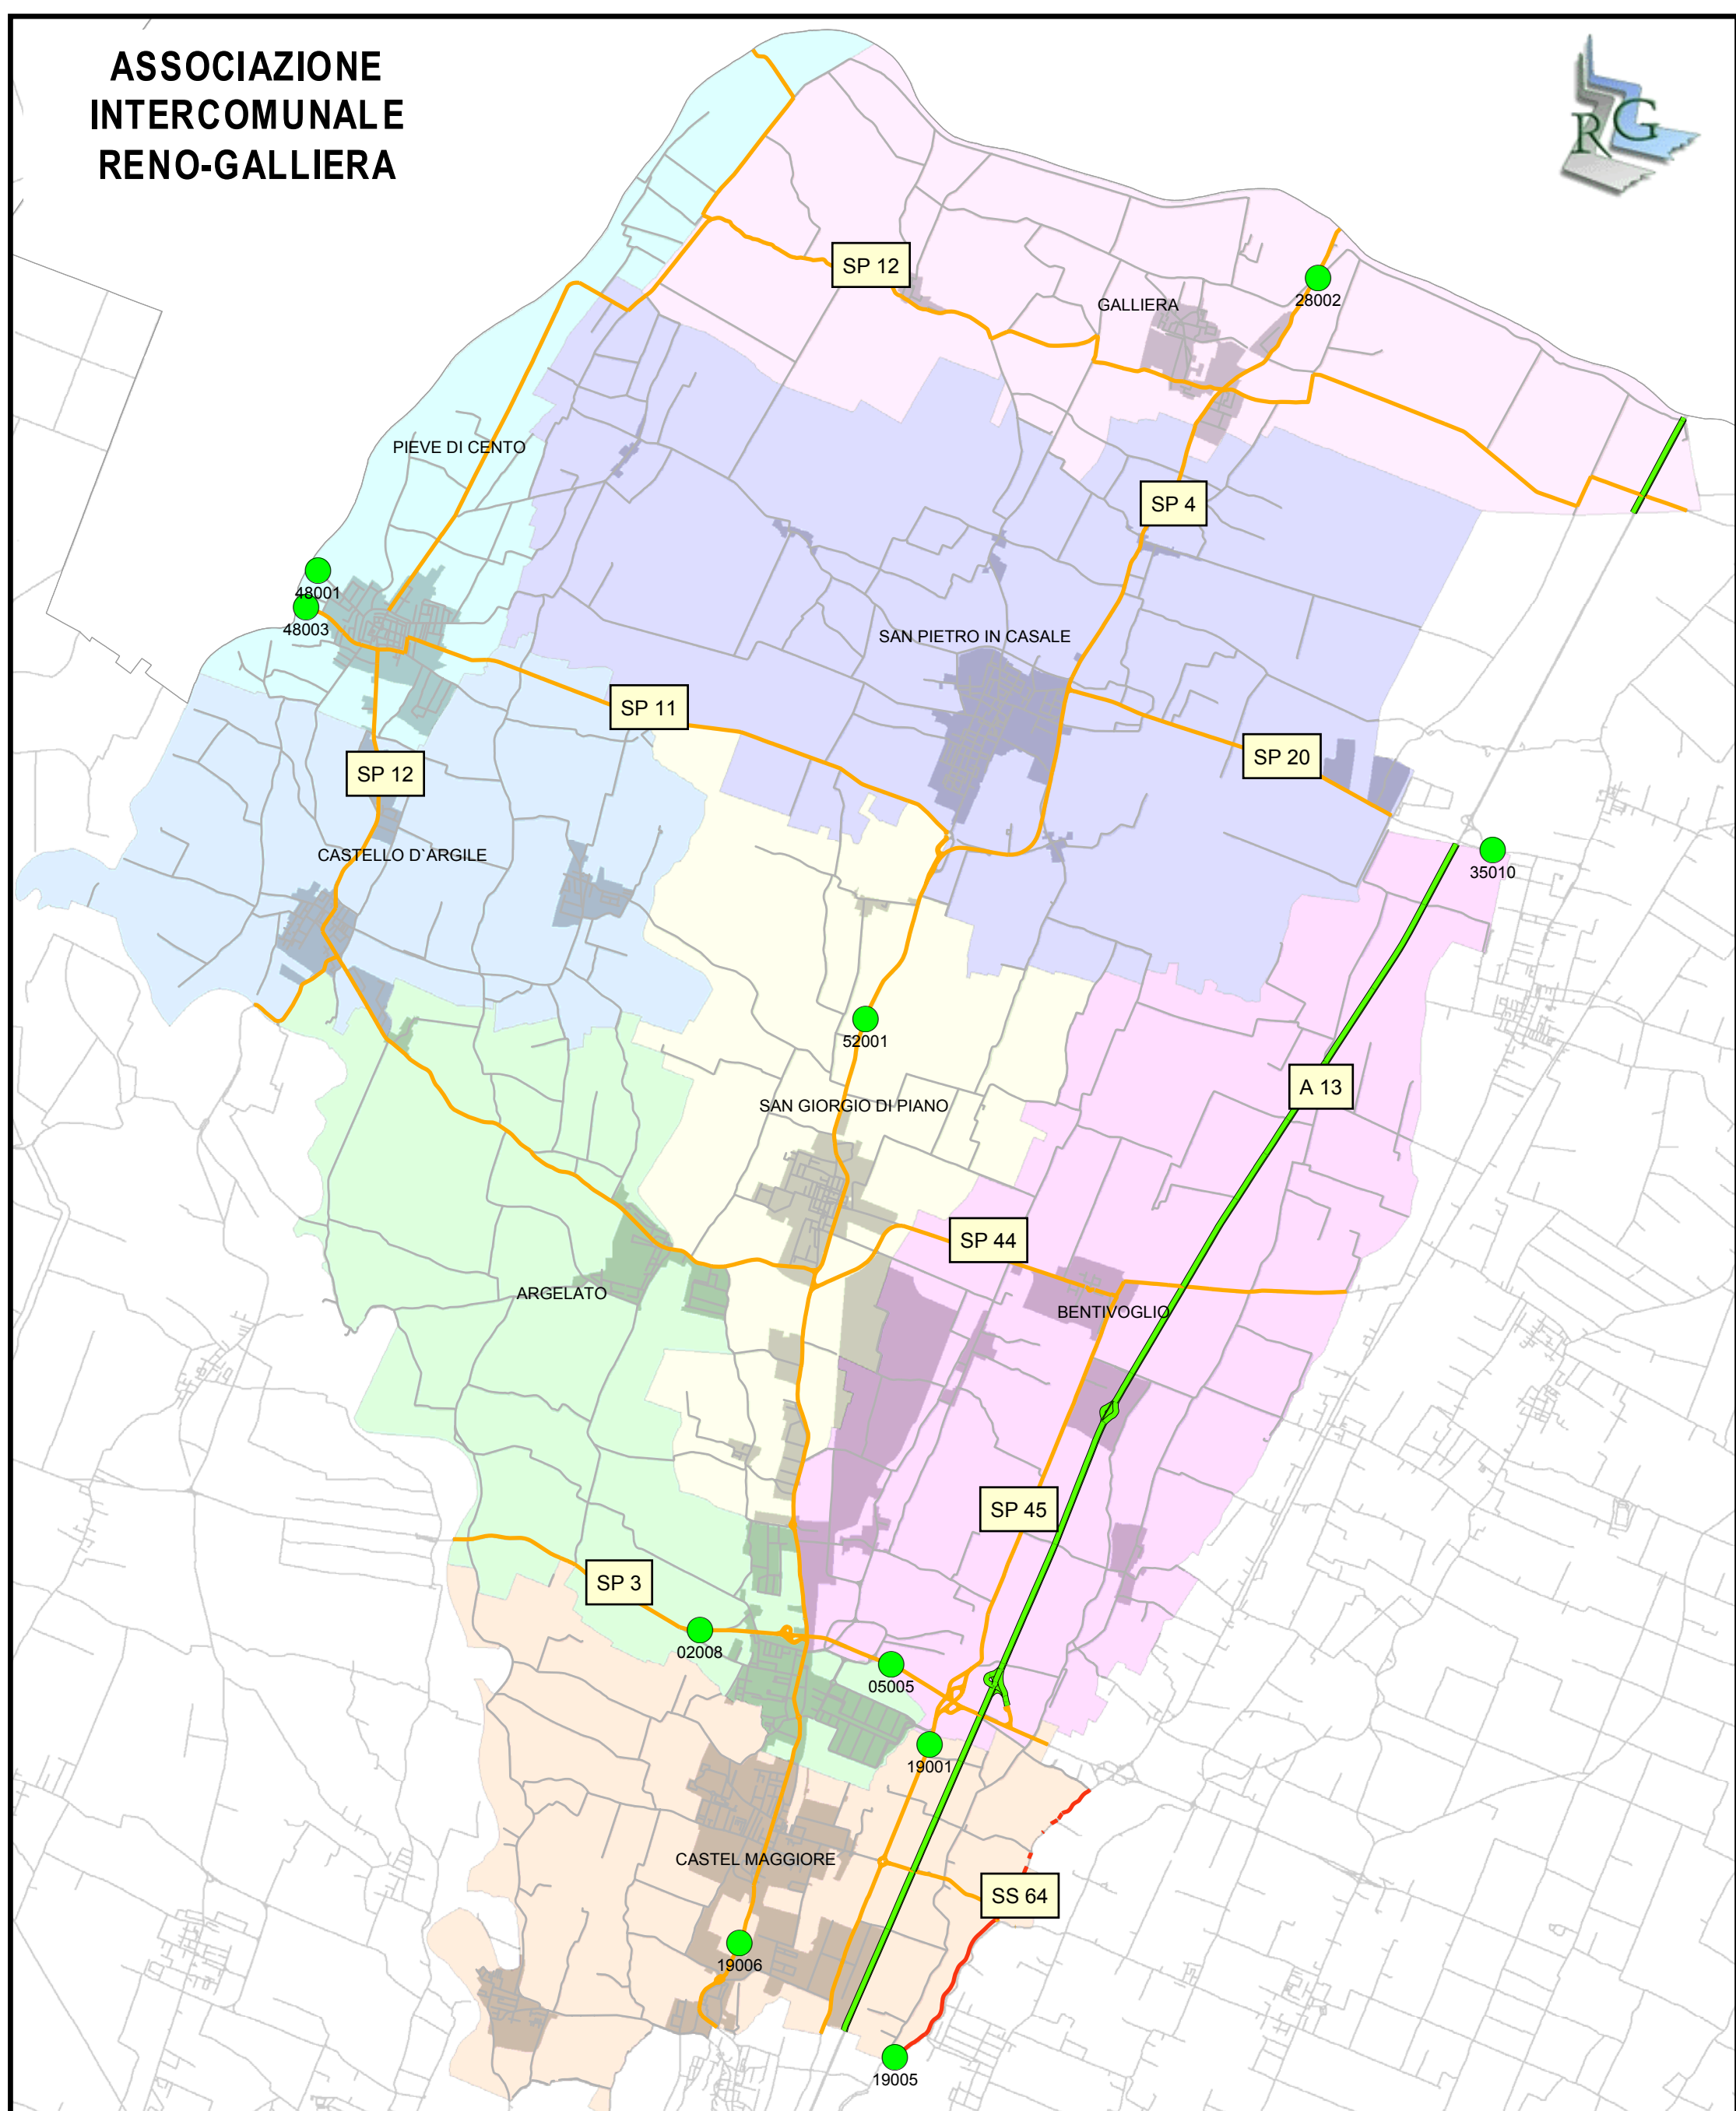 ASSOCIAZIONE
INTERCOMUNALE
RENO-GALLIERA
RG
SP 12
GALLIERA
28002
PIEVE DI CENTO
SP 4
48001
48003
SAN PIETRO IN CASALE
SP 11
SP 20
SP 12
CASTELLO D`ARGILE
35010
52001
A 13
SAN GIORGIO DI PIANO
SP 44
ARGELATO
BENTIVOGLIO
SP 45
SP 3
02008
05005
19001
CASTEL MAGGIORE
SS 64
19006
19005